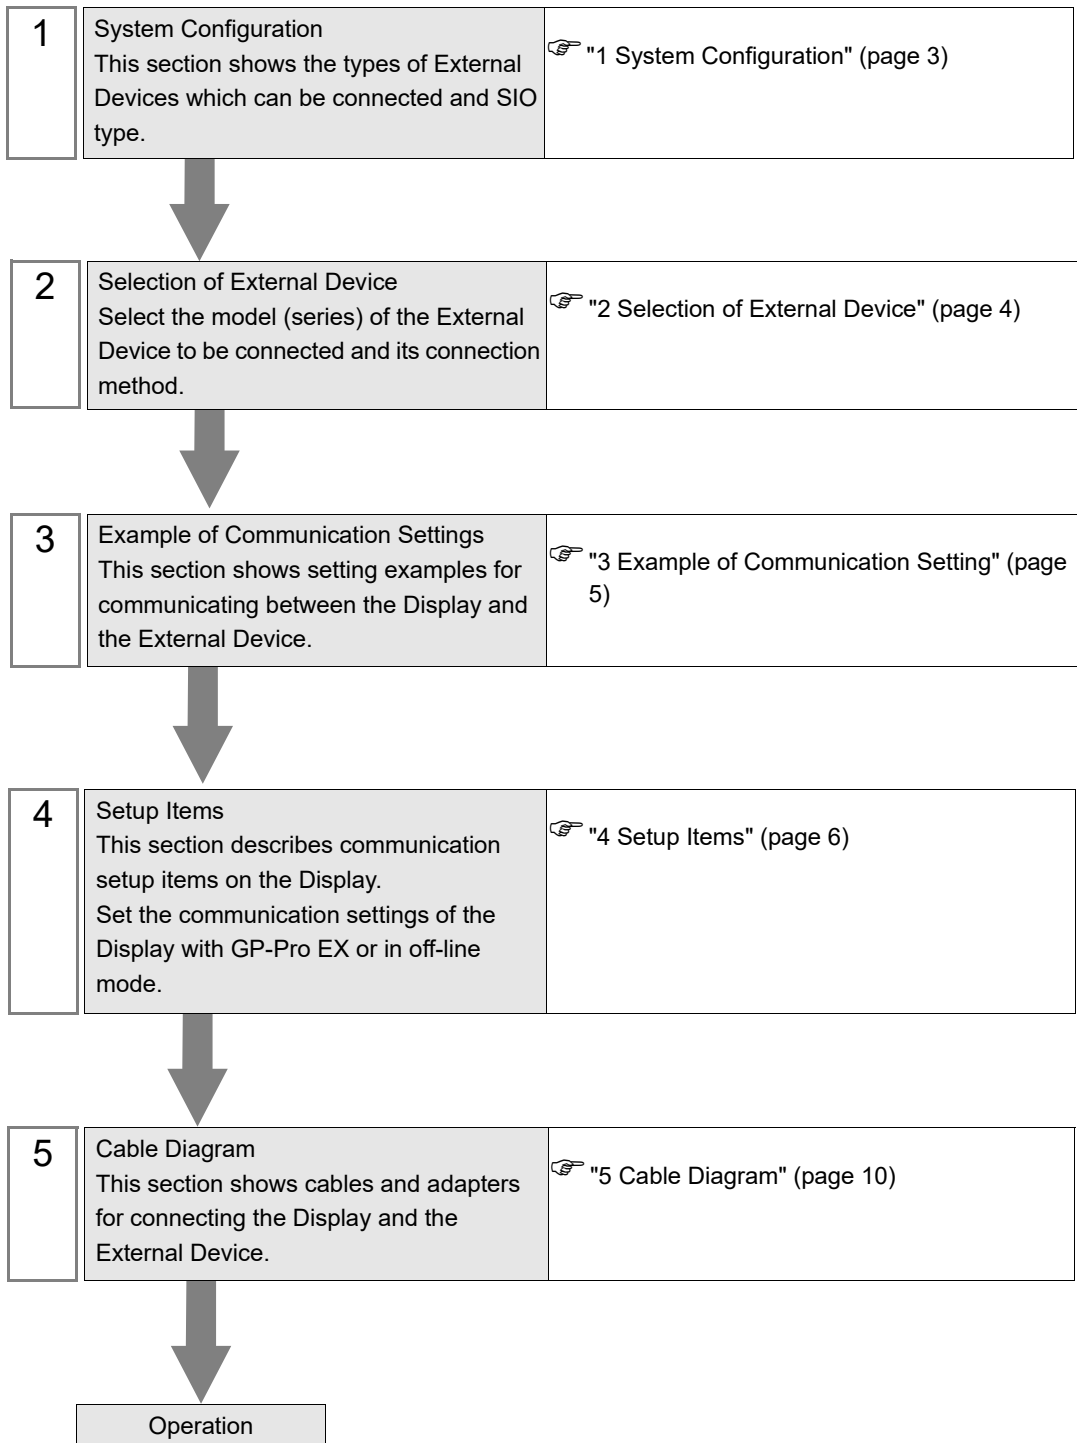 1
System Configuration
This section shows the types of External
Devices which can be connected and SIO
type.
"1 System Configuration" (page 3)
2
Selection of External Device
Select the model (series) of the External
Device to be connected and its connection
method.
"2 Selection of External Device" (page 4)
3
Example of Communication Settings
This section shows setting examples for
communicating between the Display and
the External Device.
"3 Example of Communication Setting" (page
5)
4
Setup Items
This section describes communication
setup items on the Display.
Set the communication settings of the
Display with GP-Pro EX or in off-line
mode.
"4 Setup Items" (page 6)
5
Cable Diagram
This section shows cables and adapters
for connecting the Display and the
External Device.
"5 Cable Diagram" (page 10)
Operation